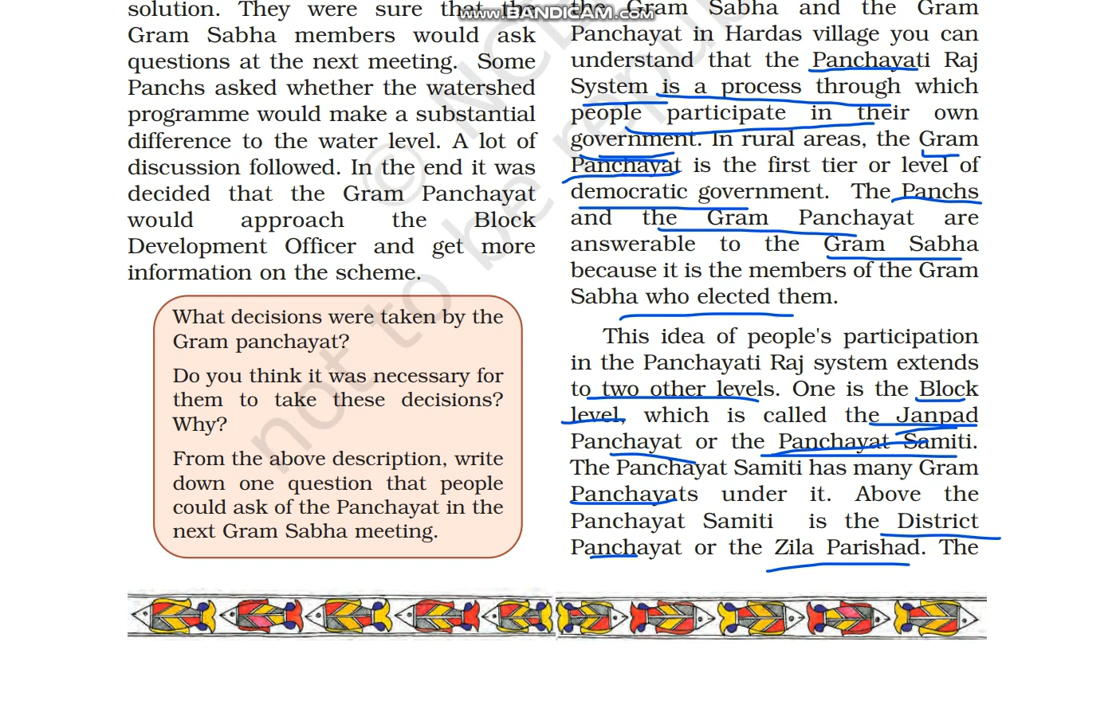 www.BANDICAM.com
solution. They were sure that the
Gram Sabha members would ask
questions at the next meeting. Some
Panchs asked whether the watershed
programme would make a substantial
difference to the water level. A lot of
discussion followed. In the end it was
decided that the Gram Panchayat
would approach the Block
Development Officer and get more
information on the scheme.
What decisions were taken by the
Gram panchayat?
Do you think it was necessary for
them to take these decisions?
Why?
From the above description, write
down one question that people
could ask of the Panchayat in the
next Gram Sabha meeting.
the Gram Sabha and the Gram
Panchayat in Hardas village you can
understand that the Panchayati Raj
System is a process through which
people participate in their own
government. In rural areas, the Gram
Panchayat is the first tier or level of
democratic government. The Panchs
and the Gram Panchayat are
answerable to the Gram Sabha
because it is the members of the Gram
Sabha who elected them.
This idea of people's participation
in the Panchayati Raj system extends
to two other levels. One is the Block
level, which is called the Janpad
Panchayat or the Panchayat Samiti.
The Panchayat Samiti has many Gram
Panchayats under it. Above the
Panchayat Samiti is the District
Panchayat or the Zila Parishad. The
not to be repub